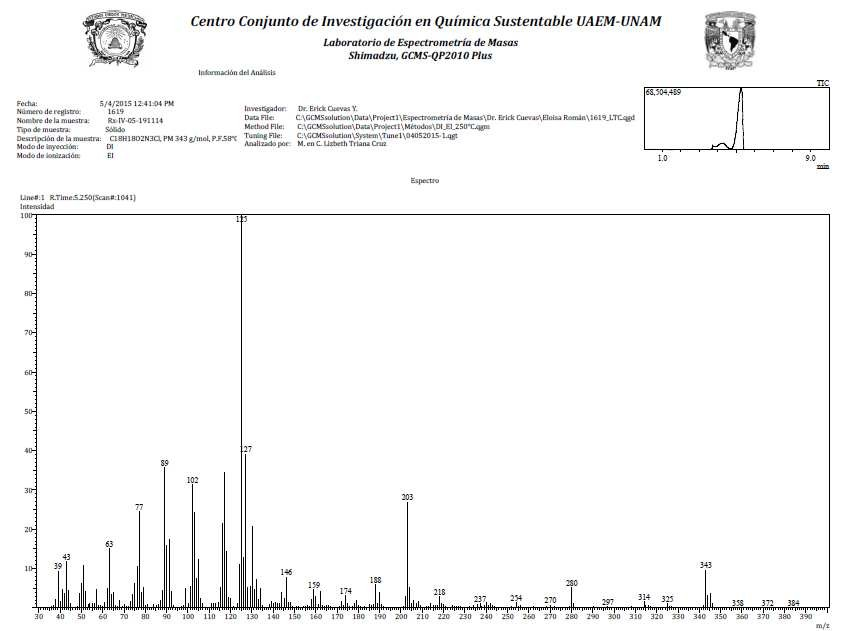 Centro Conjunto de Investigación en Química Sustentable UAEM-UNAM
Laboratorio de Espectrometría de Masas
Shimadzu, GCMS-QP2010 Plus
Información del Análisis
Fecha: 5/4/2015 12:41:04 PM
Número de registro: 1619
Nombre de la muestra: Rx-IV-05-191114
Tipo de muestra: Sólido
Descripción de la muestra: C18H18O2N3Cl, PM 343 g/mol, P.F.58°C
Modo de inyección: DI
Modo de ionización: EI
Investigador: Dr. Erick Cuevas Y.
Data File: C:\GCMSsolution\Data\Project1\Espectrometría de Masas\Dr. Erick Cuevas\Eloisa Román\1619_LTC.qgd
Method File: C:\GCMSsolution\Data\Project1\Métodos\DI_EI_250°C.qgm
Tuning File: C:\GCMSsolution\System\Tune1\04052015-1.qgt
Analizado por: M. en C. Lizbeth Triana Cruz
TIC
68,504,489
1.0 9.0
min
Espectro
Line#:1 R.Time:5.250(Scan#:1041)
Intensidad
100
90
80
70
60
50
40
30
20
10
125
127
89
102
77
203
63
43
39
146
159
174
188
218
237
254
270
280
297
314
325
343
358
372
384
30 40 50 60 70 80 90 100 110 120 130 140 150 160 170 180 190 200 210 220 230 240 250 260 270 280 290 300 310 320 330 340 350 360 370 380 390
m/z